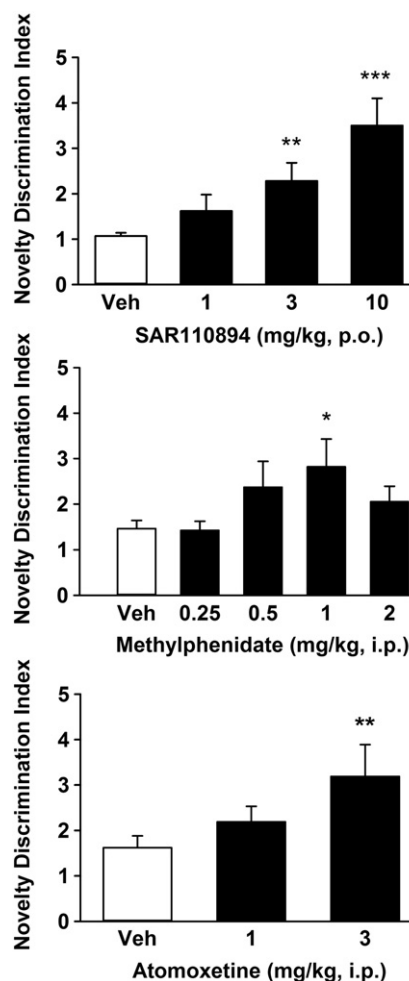 Novelty Discrimination Index
5
4
3
2
1
0
**
***
Veh 1 3 10
SAR110894 (mg/kg, p.o.)
Novelty Discrimination Index
5
4
3
2
1
0
*
Veh 0.25 0.5 1 2
Methylphenidate (mg/kg, i.p.)
Novelty Discrimination Index
5
4
3
2
1
0
**
Veh 1 3
Atomoxetine (mg/kg, i.p.)